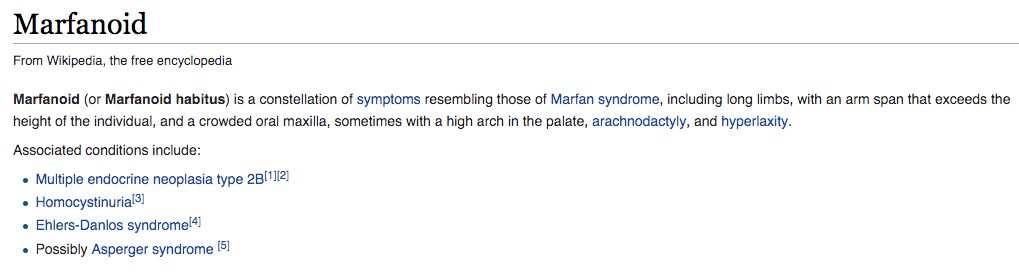 Marfanoid
From Wikipedia, the free encyclopedia
Marfanoid (or Marfanoid habitus) is a constellation of symptoms resembling those of Marfan syndrome, including long limbs, with an arm span that exceeds the
height of the individual, and a crowded oral maxilla, sometimes with a high arch in the palate, arachnodactyly, and hyperlaxity.
Associated conditions include:
• Multiple endocrine neoplasia type 2B[1][2]
• Homocystinuria[3]
• Ehlers-Danlos syndrome[4]
• Possibly Asperger syndrome [5]